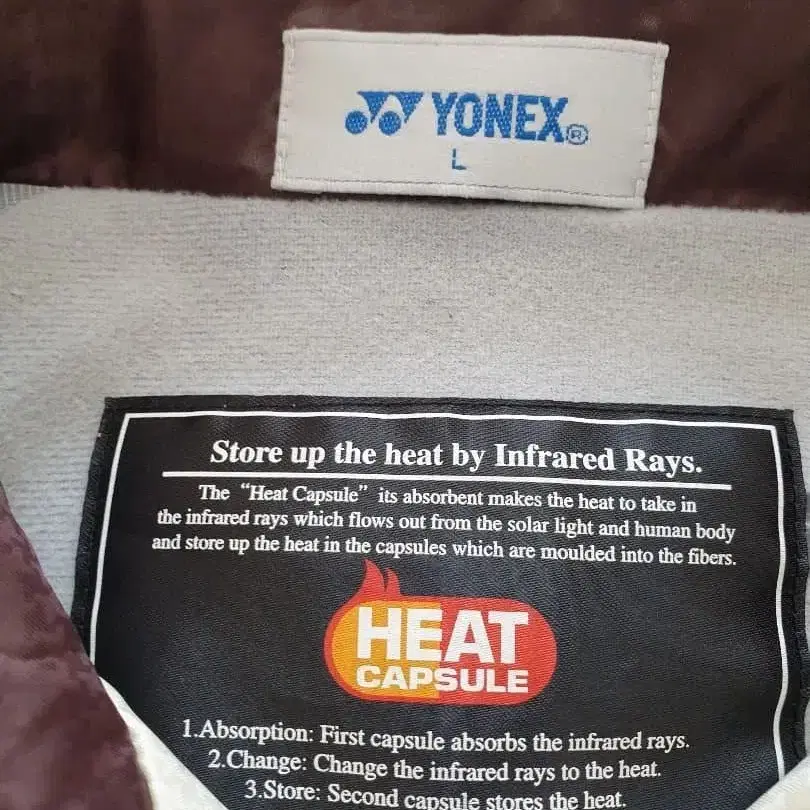 YONEX®
L
Store up the heat by Infrared Rays.
The “Heat Capsule” its absorbent makes the heat to take in
the infrared rays which flows out from the solar light and human body
and store up the heat in the capsules which are moulded into the fibers.
HEAT
CAPSULE
1.Absorption: First capsule absorbs the infrared rays.
2.Change: Change the infrared rays to the heat.
3.Store: Second capsule stores the heat.